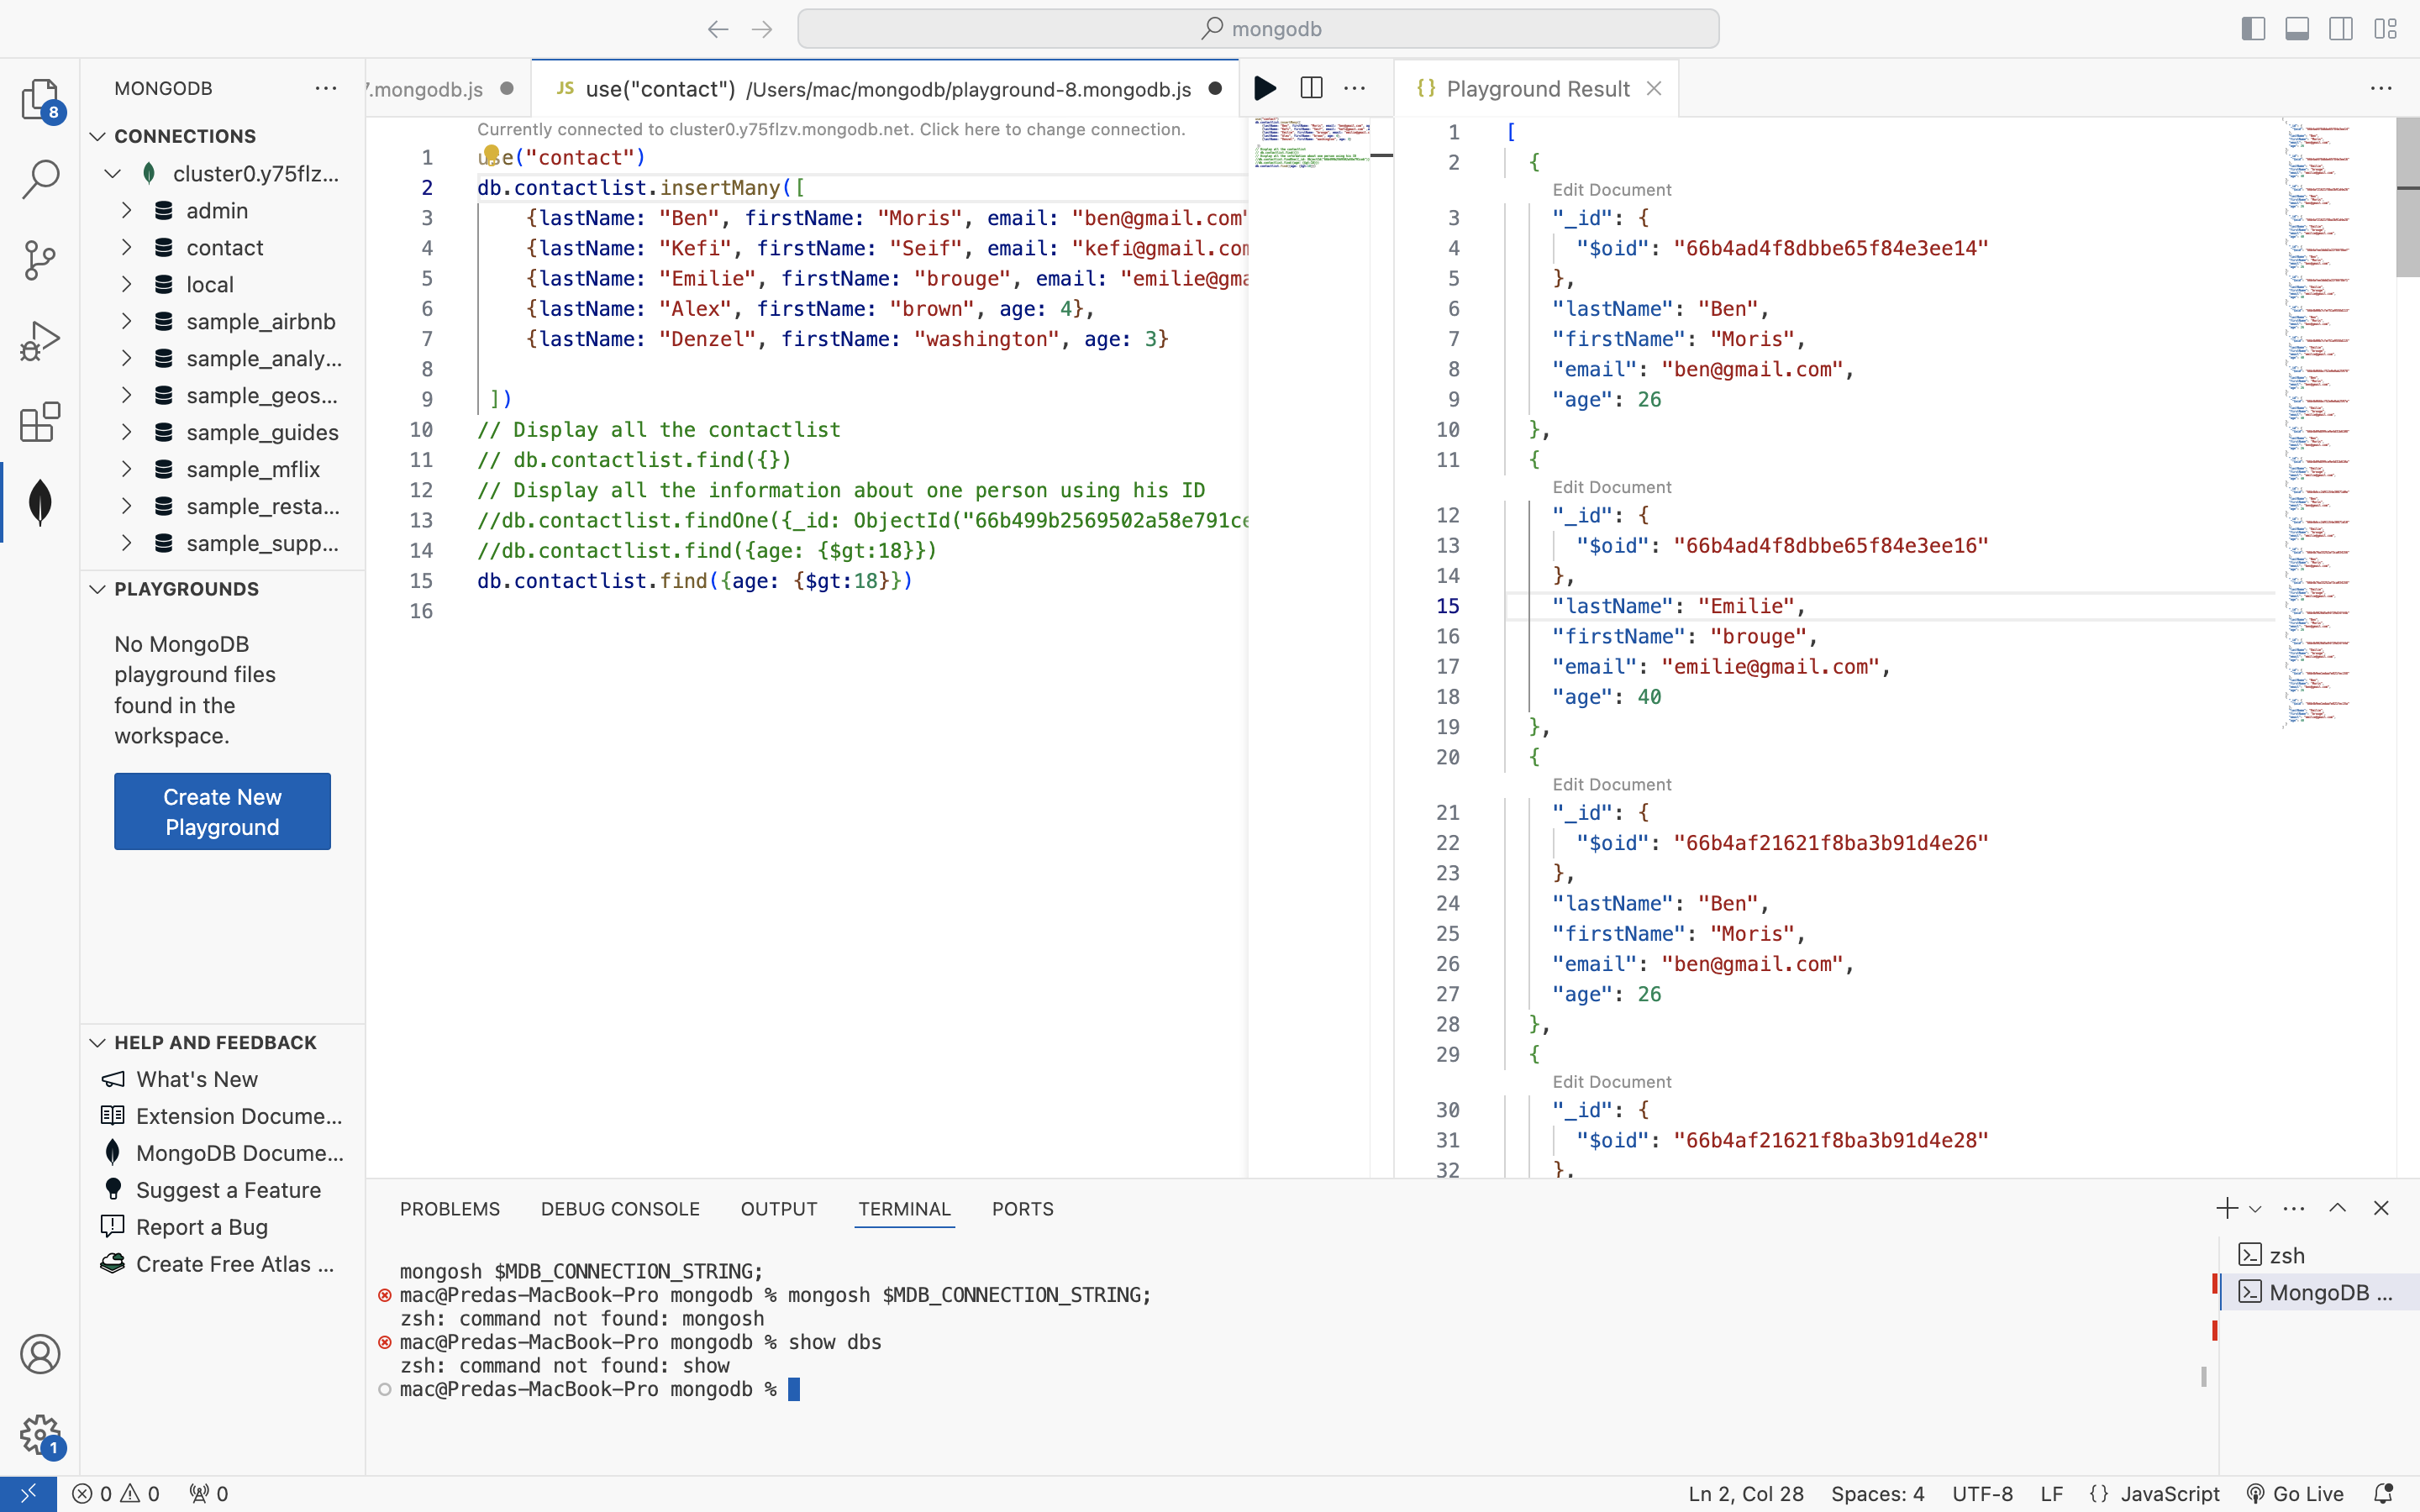 mongodb
MONGODB
CONNECTIONS
cluster0.y75flz...
admin
contact
local
sample_airbnb
sample_analy...
sample_geos...
sample_guides
sample_mflix
sample_resta...
sample_supp...
PLAYGROUNDS
No MongoDB
playground files
found in the
workspace.
Create New
Playground
HELP AND FEEDBACK
What's New
Extension Docume...
MongoDB Docume...
Suggest a Feature
Report a Bug
Create Free Atlas ...
8
1
7.mongodb.js
JS use("contact") /Users/mac/mongodb/playground-8.mongodb.js
Currently connected to cluster0.y75flzv.mongodb.net. Click here to change connection.
1 use("contact")
2 db.contactlist.insertMany([
3 {lastName: "Ben", firstName: "Moris", email: "ben@gmail.com"
4 {lastName: "Kefi", firstName: "Seif", email: "kefi@gmail.com
5 {lastName: "Emilie", firstName: "brouge", email: "emilie@gma
6 {lastName: "Alex", firstName: "brown", age: 4},
7 {lastName: "Denzel", firstName: "washington", age: 3}
8
9 ])
10 // Display all the contactlist
11 // db.contactlist.find({})
12 // Display all the information about one person using his ID
13 //db.contactlist.findOne({_id: ObjectId("66b499b2569502a58e791ce
14 //db.contactlist.find({age: {$gt:18}})
15 db.contactlist.find({age: {$gt:18}})
16
{} Playground Result
1 [
2 {
Edit Document
3 "_id": {
4 "$oid": "66b4ad4f8dbbe65f84e3ee14"
5 },
6 "lastName": "Ben",
7 "firstName": "Moris",
8 "email": "ben@gmail.com",
9 "age": 26
10 },
11 {
Edit Document
12 "_id": {
13 "$oid": "66b4ad4f8dbbe65f84e3ee16"
14 },
15 "lastName": "Emilie",
16 "firstName": "brouge",
17 "email": "emilie@gmail.com",
18 "age": 40
19 },
20 {
Edit Document
21 "_id": {
22 "$oid": "66b4af21621f8ba3b91d4e26"
23 },
24 "lastName": "Ben",
25 "firstName": "Moris",
26 "email": "ben@gmail.com",
27 "age": 26
28 },
29 {
Edit Document
30 "_id": {
31 "$oid": "66b4af21621f8ba3b91d4e28"
32 },
PROBLEMS DEBUG CONSOLE OUTPUT TERMINAL PORTS
mongosh $MDB_CONNECTION_STRING;
mac@Predas-MacBook-Pro mongodb % mongosh $MDB_CONNECTION_STRING;
zsh: command not found: mongosh
mac@Predas-MacBook-Pro mongodb % show dbs
zsh: command not found: show
mac@Predas-MacBook-Pro mongodb %
zsh
MongoDB ...
0 0 0
Ln 2, Col 28 Spaces: 4 UTF-8 LF {} JavaScript Go Live